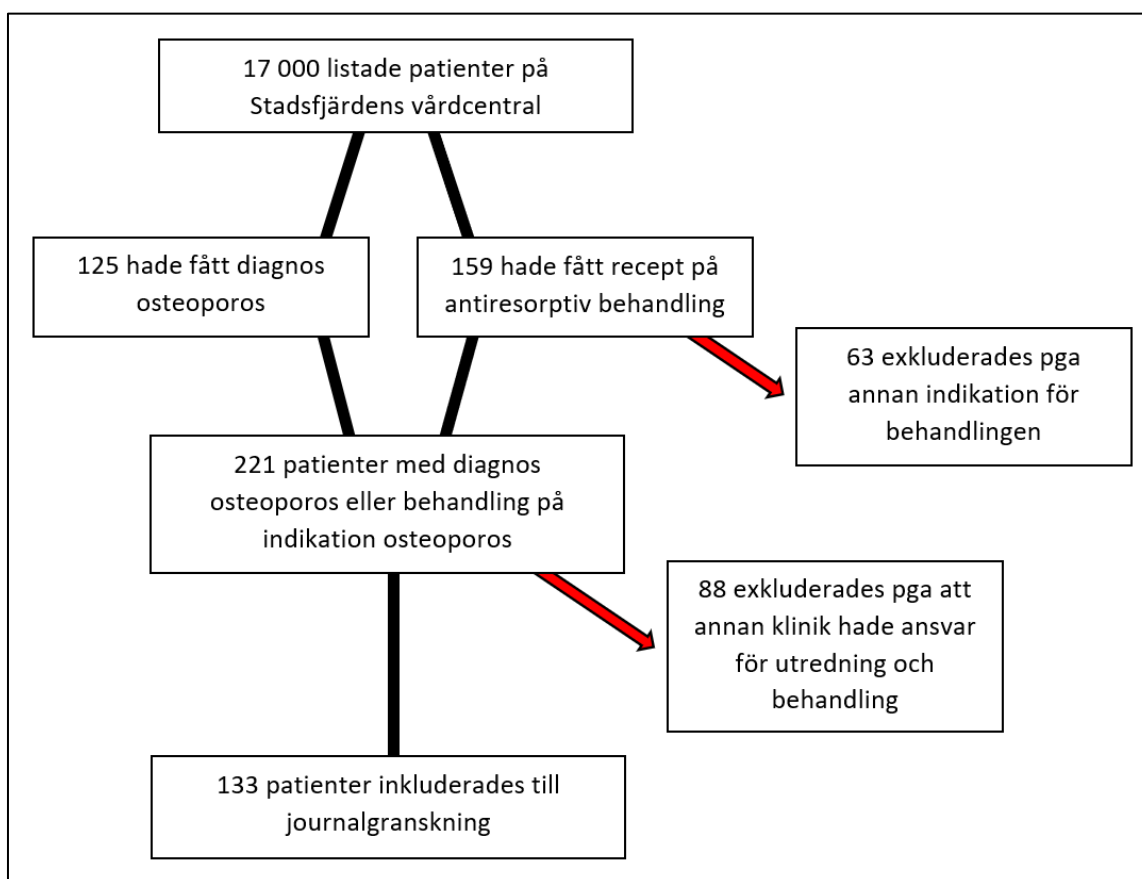 17 000 listade patienter på
Stadsfjärdens vårdcentral
125 hade fått diagnos
osteoporos
159 hade fått recept på
antiresorptiv behandling
63 exkluderades pga
annan indikation för
behandlingen
221 patienter med diagnos
osteoporos eller behandling på
indikation osteoporos
88 exkluderades pga att
annan klinik hade ansvar
för utredning och
behandling
133 patienter inkluderades till
journalgranskning